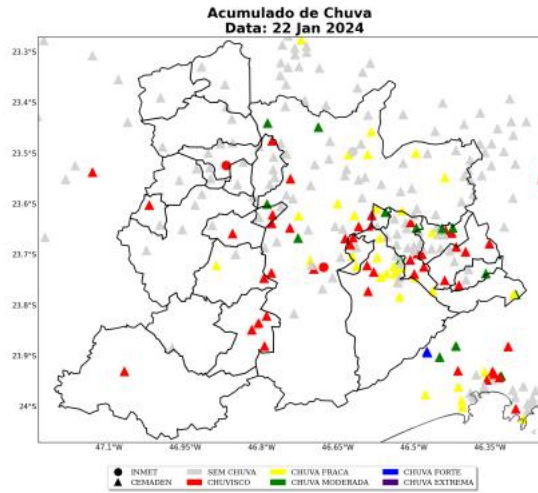 Acumulado de Chuva
Data: 22 Jan 2024
23.3°S
23.4°S
23.5°S
23.6°S
23.7°S
23.8°S
23.9°S
24°S
47.1°W
46.95°W
46.8°W
46.65°W
46.5°W
46.35°W
INMET
CEMADEN
SEM CHUVA
CHUVISCO
CHUVA FRACA
CHUVA MODERADA
CHUVA FORTE
CHUVA EXTREMA